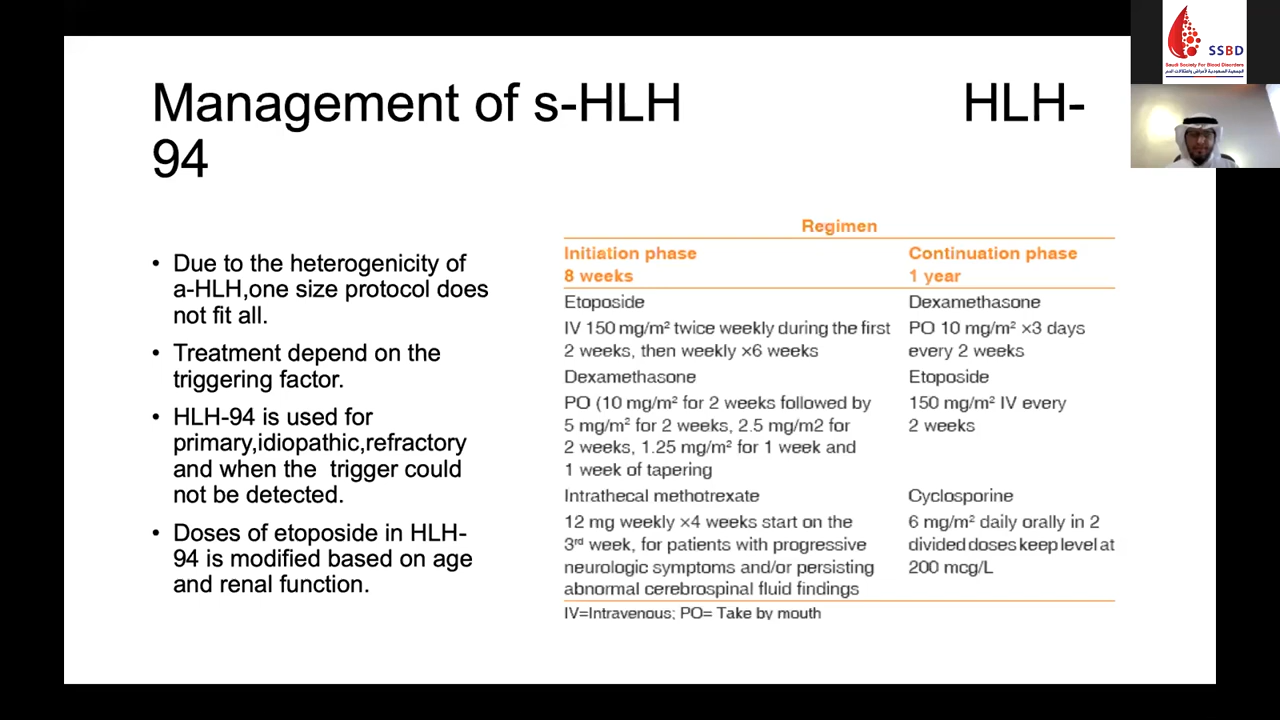 SSBD
Saudi Society For Blood Disorders
Management of s-HLH HLH-
94
• Due to the heterogenicity of
a-HLH,one size protocol does
not fit all.
• Treatment depend on the
triggering factor.
• HLH-94 is used for
primary,idiopathic,refractory
and when the trigger could
not be detected.
• Doses of etoposide in HLH-
94 is modified based on age
and renal function.
Regimen
Initiation phase
8 weeks
Etoposide
IV 150 mg/m² twice weekly during the first
2 weeks, then weekly ×6 weeks
Dexamethasone
PO (10 mg/m² for 2 weeks followed by
5 mg/m² for 2 weeks, 2.5 mg/m2 for
2 weeks, 1.25 mg/m² for 1 week and
1 week of tapering
Intrathecal methotrexate
12 mg weekly ×4 weeks start on the
3rd week, for patients with progressive
neurologic symptoms and/or persisting
abnormal cerebrospinal fluid findings
Continuation phase
1 year
Dexamethasone
PO 10 mg/m² ×3 days
every 2 weeks
Etoposide
150 mg/m² IV every
2 weeks
Cyclosporine
6 mg/m² daily orally in 2
divided doses keep level at
200 mcg/L
IV=Intravenous; PO= Take by mouth